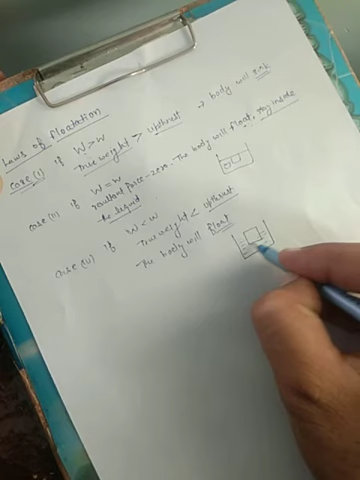 Laws of floatation
case (i) if W > w
True weight > upthrust → body will sink
case (ii) if W = w
resultant force - zero - The body will float, stay inside
the liquid
case (ii) if W < w
True weight < upthrust
The body will float